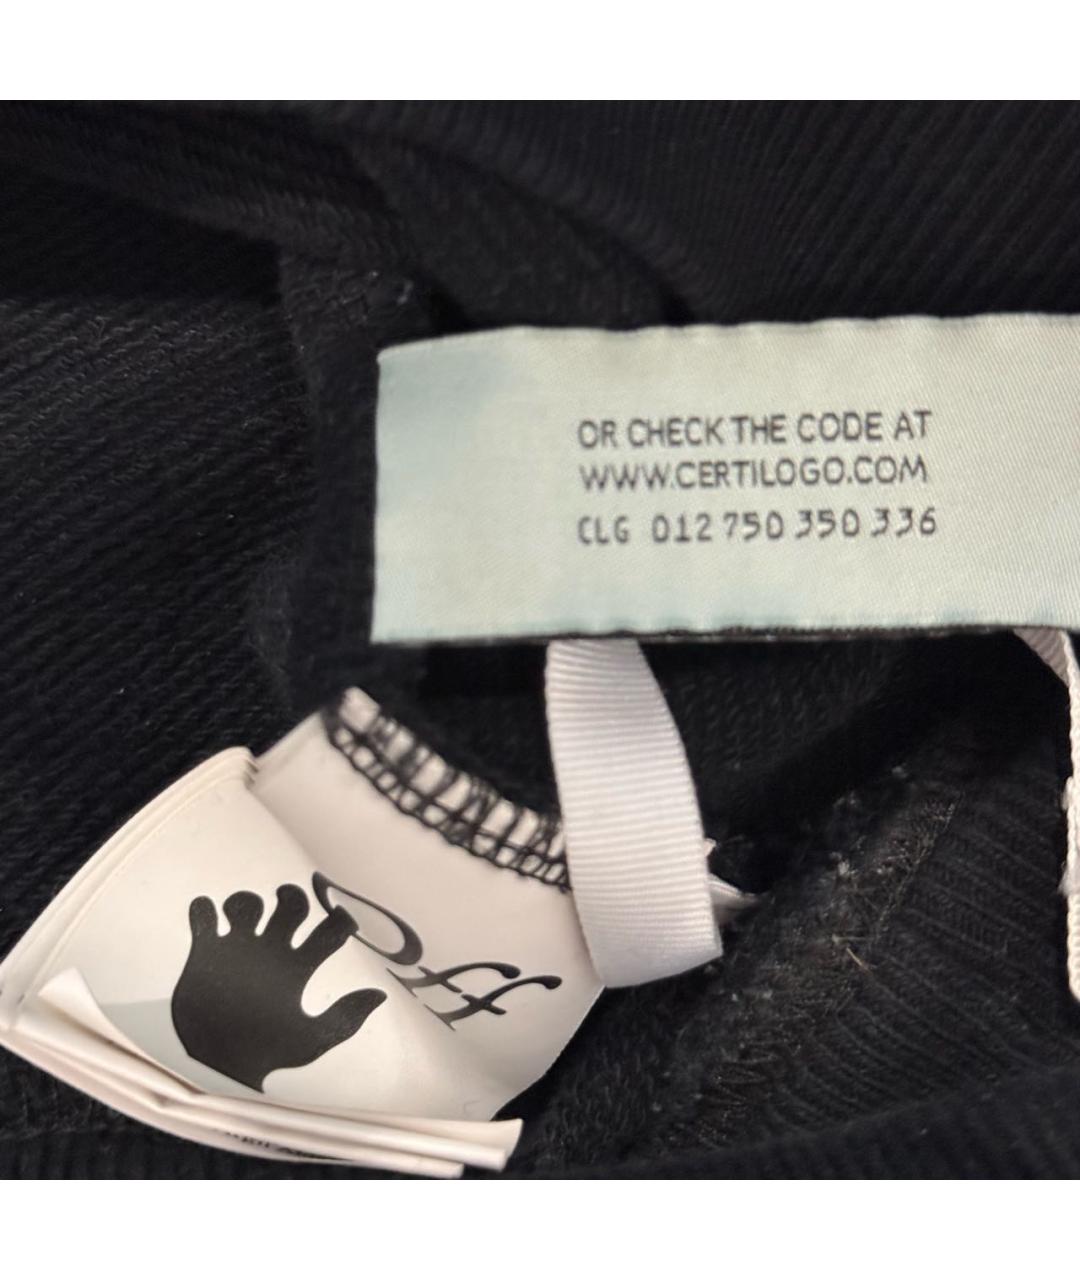 OR CHECK THE CODE AT
WWW.CERTILOGO.COM
CLG 012 750 350 336
Off